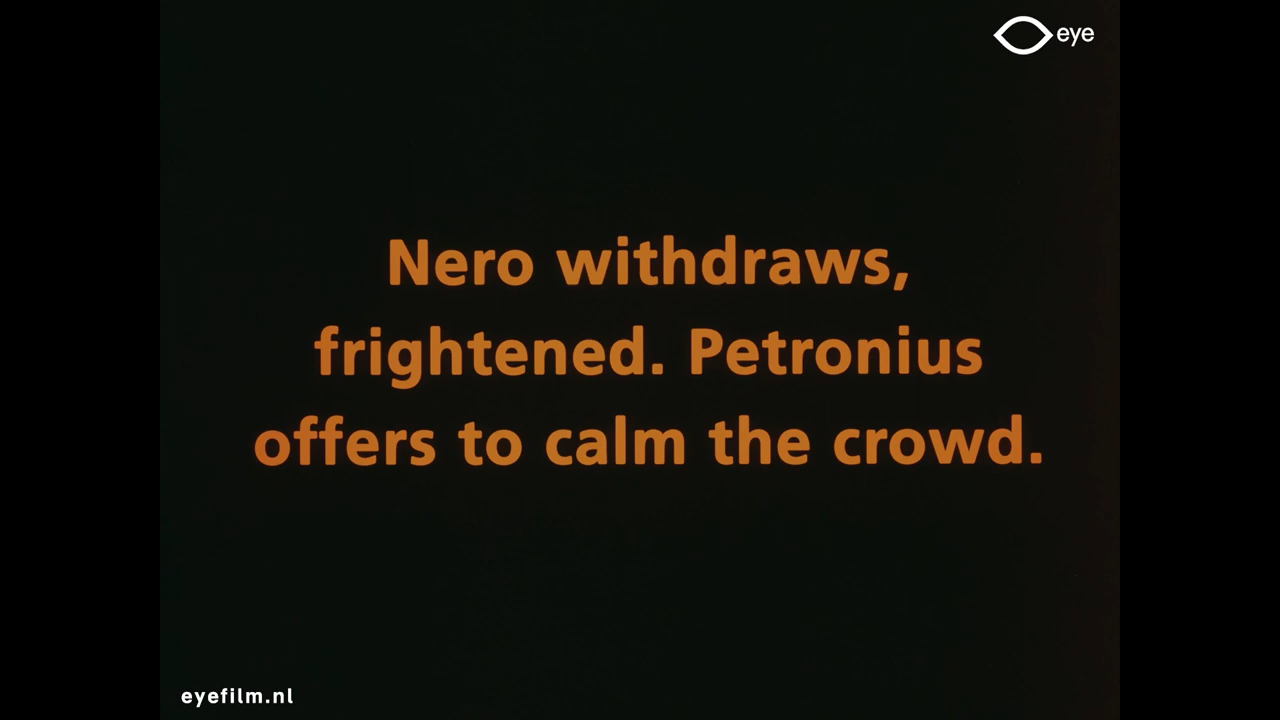 eye
Nero withdraws,
frightened. Petronius
offers to calm the crowd.
eyefilm.nl